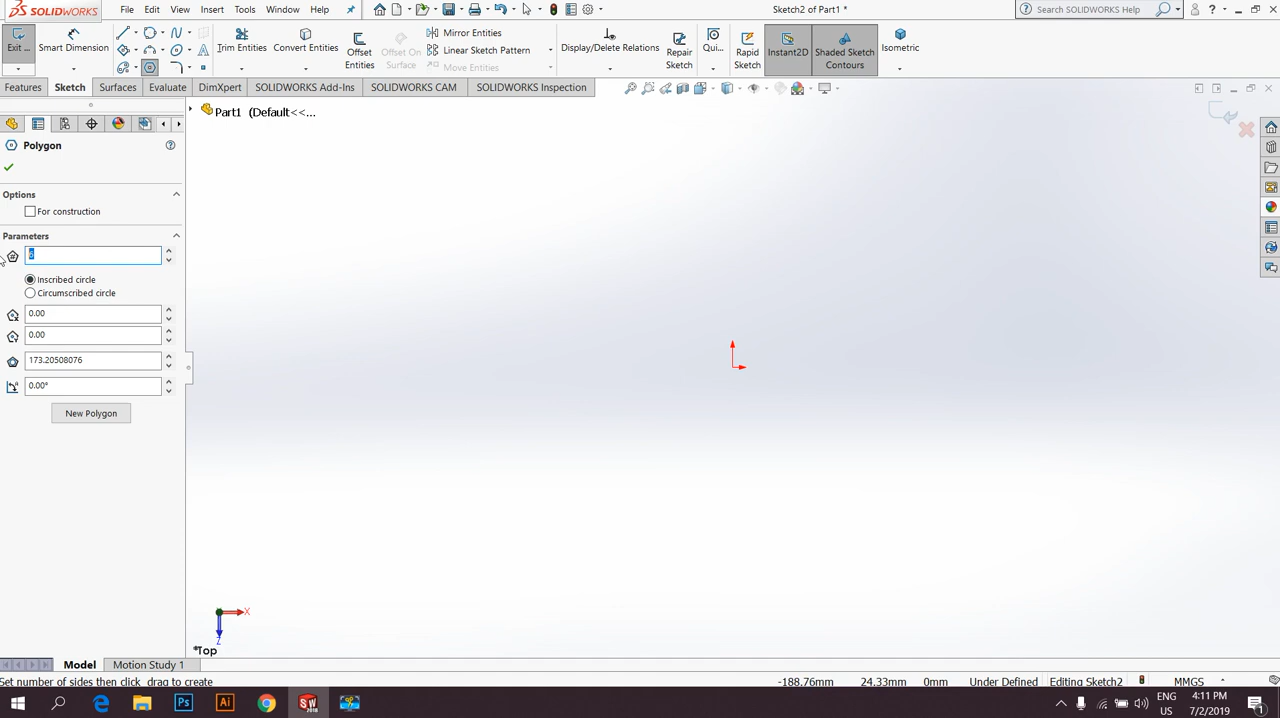 SOLIDWORKS File Edit View Insert Tools Window Help Sketch2 of Part1 * SOLIDWORKS Help
Exit ... Smart Dimension Trim Entities Convert Entities Offset Entities Offset On Surface Mirror Entities Linear Sketch Pattern Move Entities Display/Delete Relations Repair Sketch Qui... Rapid Sketch Instant2D Shaded Sketch Contours Isometric
Features Sketch Surfaces Evaluate DimXpert SOLIDWORKS Add-Ins SOLIDWORKS CAM SOLIDWORKS Inspection
Part1 (Default<<...
Polygon
Options
For construction
Parameters
6
Inscribed circle
Circumscribed circle
0.00
0.00
173.20508076
0.00°
New Polygon
X
Z
*Top
Model Motion Study 1
Set number of sides then click drag to create -188.76mm 24.33mm 0mm Under Defined Editing Sketch2 MMGS
ENG 4:11 PM
US 7/2/2019